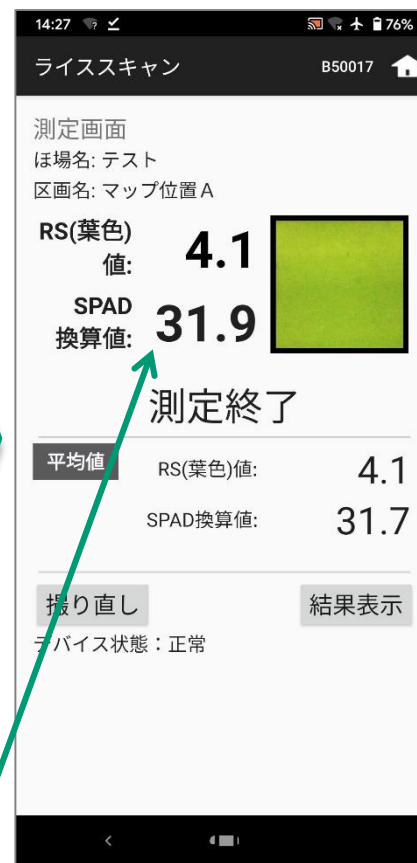 14:27 76%
ライススキャン B50017
測定画面
ほ場名: テスト
区画名: マップ位置A
RS(葉色)
値: 4.1
SPAD
換算値: 31.9
測定終了
平均値 RS(葉色)値: 4.1
SPAD換算値: 31.7
撮り直し 結果表示
デバイス状態:正常